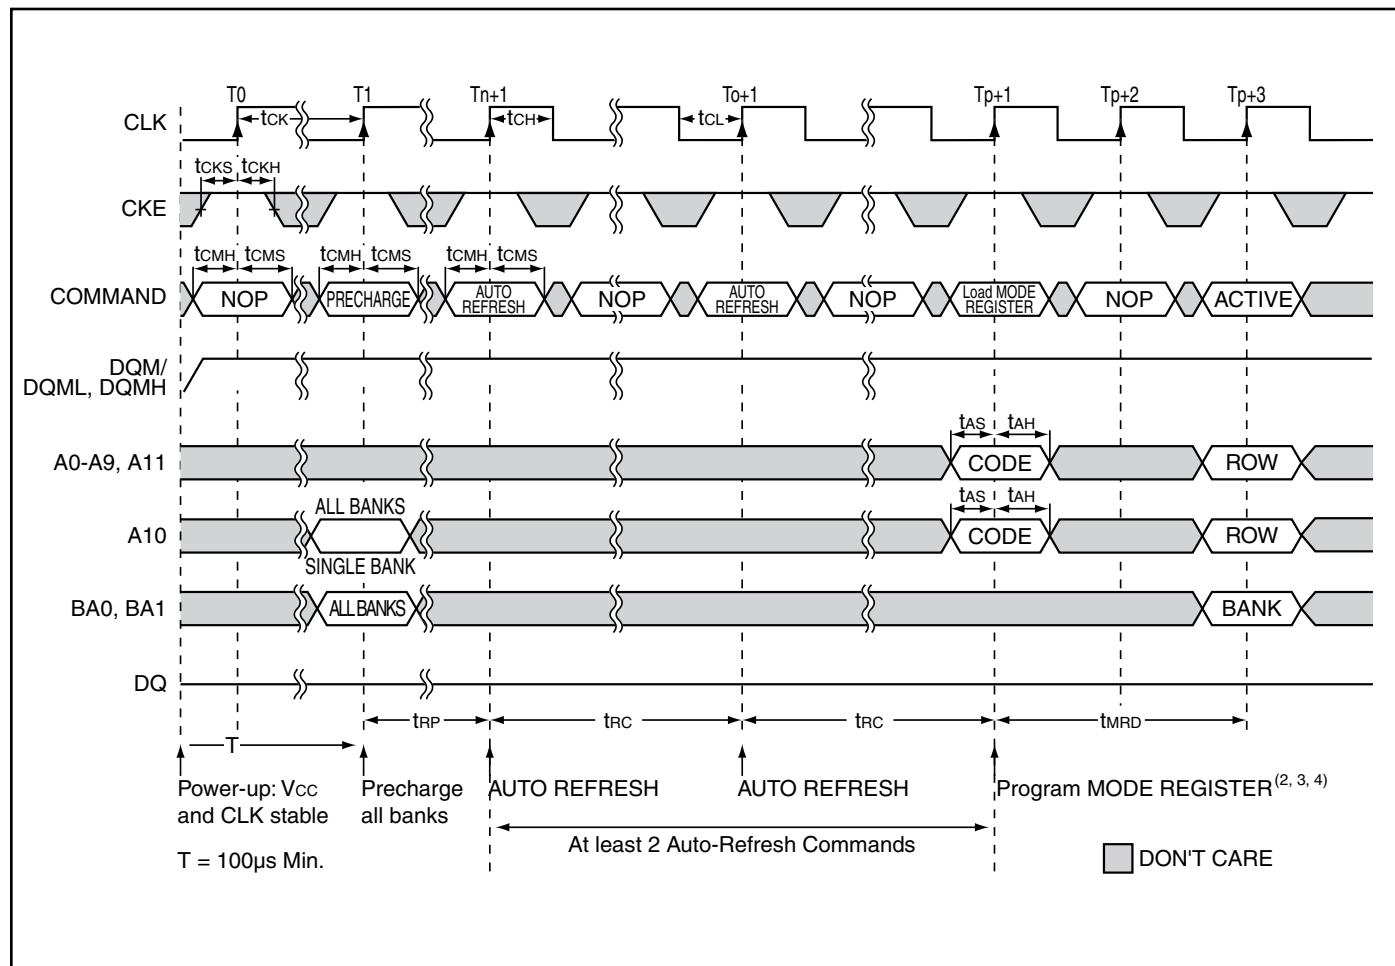 T0 T1 Tn+1 To+1 Tp+1 Tp+2 Tp+3
CLK tCK tCH tCL
tCKS tCKH
CKE
tCMH tCMS tCMH tCMS tCMH tCMS
COMMAND NOP PRECHARGE AUTO REFRESH NOP AUTO REFRESH NOP Load MODE REGISTER NOP ACTIVE
DQM/
DQML, DQMH
tAS tAH
A0-A9, A11 CODE ROW
ALL BANKS tAS tAH
A10 CODE ROW
SINGLE BANK
BA0, BA1 ALL BANKS BANK
DQ
tRP tRC tRC tMRD
T
Power-up: VCC Precharge AUTO REFRESH AUTO REFRESH Program MODE REGISTER(2, 3, 4)
and CLK stable all banks
At least 2 Auto-Refresh Commands
T = 100µs Min. DON'T CARE